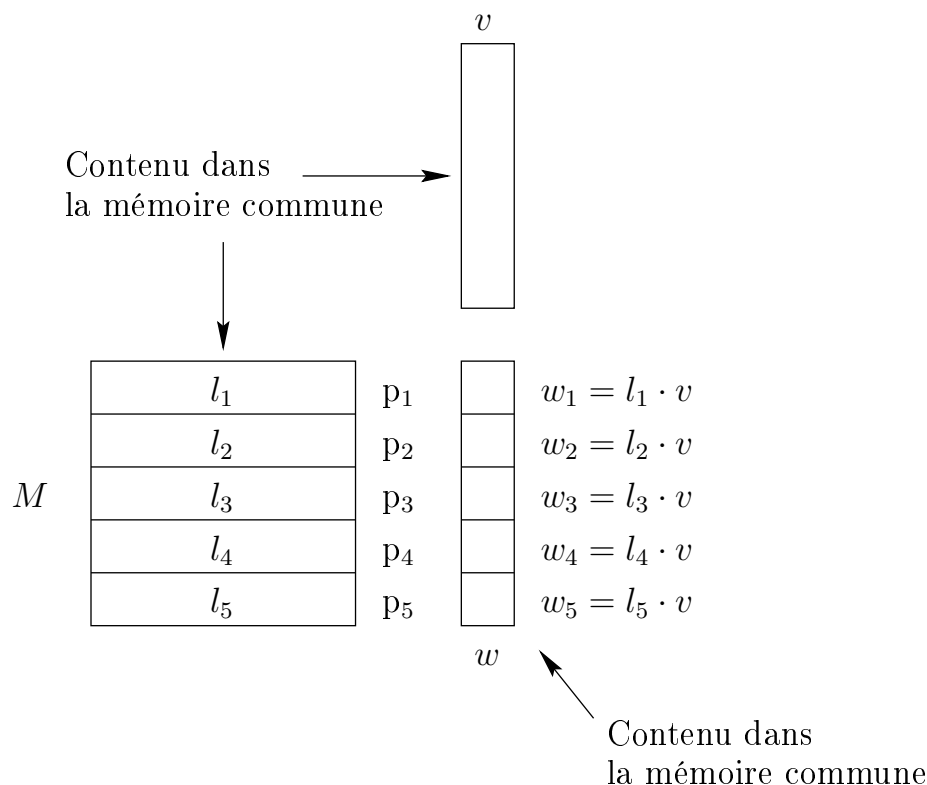 v
Contenu dans
la mémoire commune
l₁ p₁ w₁ = l₁ · v
l₂ p₂ w₂ = l₂ · v
M l₃ p₃ w₃ = l₃ · v
l₄ p₄ w₄ = l₄ · v
l₅ p₅ w₅ = l₅ · v
w
Contenu dans
la mémoire commune